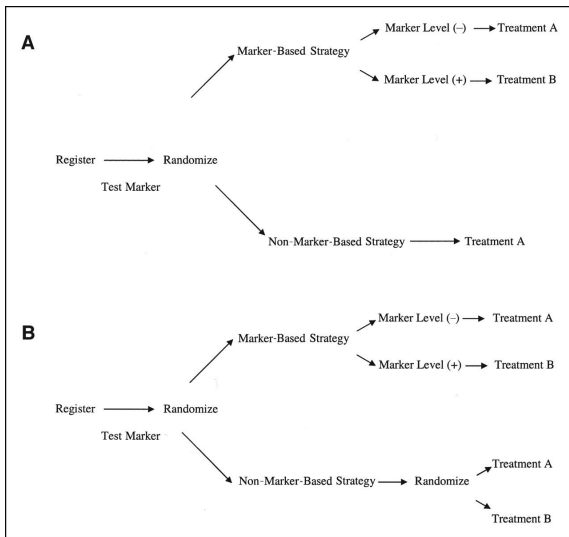 A
Marker Level (–) Treatment A
Marker-Based Strategy
Marker Level (+) Treatment B
Register Randomize
Test Marker
Non-Marker-Based Strategy Treatment A
B
Marker Level (–) Treatment A
Marker-Based Strategy
Marker Level (+) Treatment B
Register Randomize
Test Marker
Treatment A
Non-Marker-Based Strategy Randomize
Treatment B